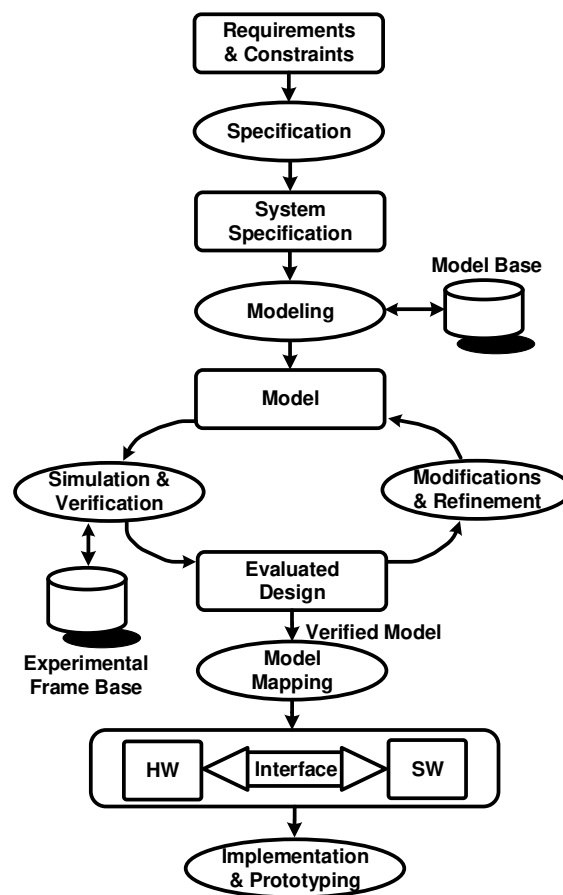 Requirements
& Constraints
Specification
System
Specification
Model Base
Modeling
Model
Simulation &
Verification
Modifications
& Refinement
Evaluated
Design
Verified Model
Experimental
Frame Base
Model
Mapping
HW
Interface
SW
Implementation
& Prototyping